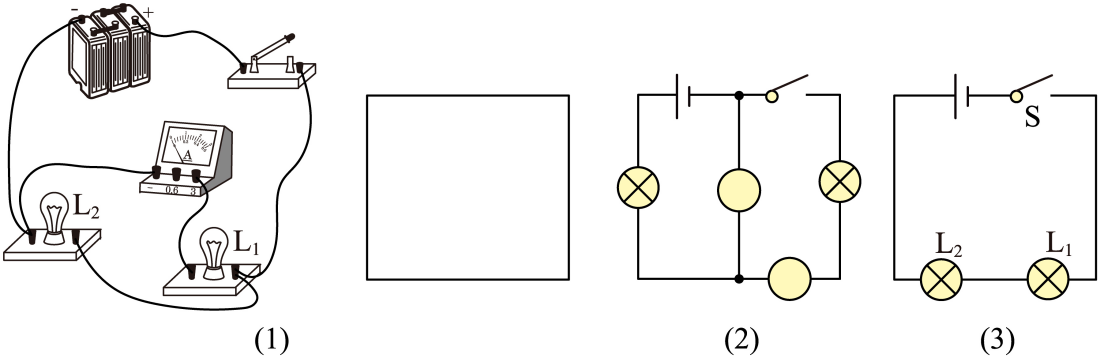 - +
A
- 0.6 3
L2
L1
(1)
(2)
S
L2 L1
(3)